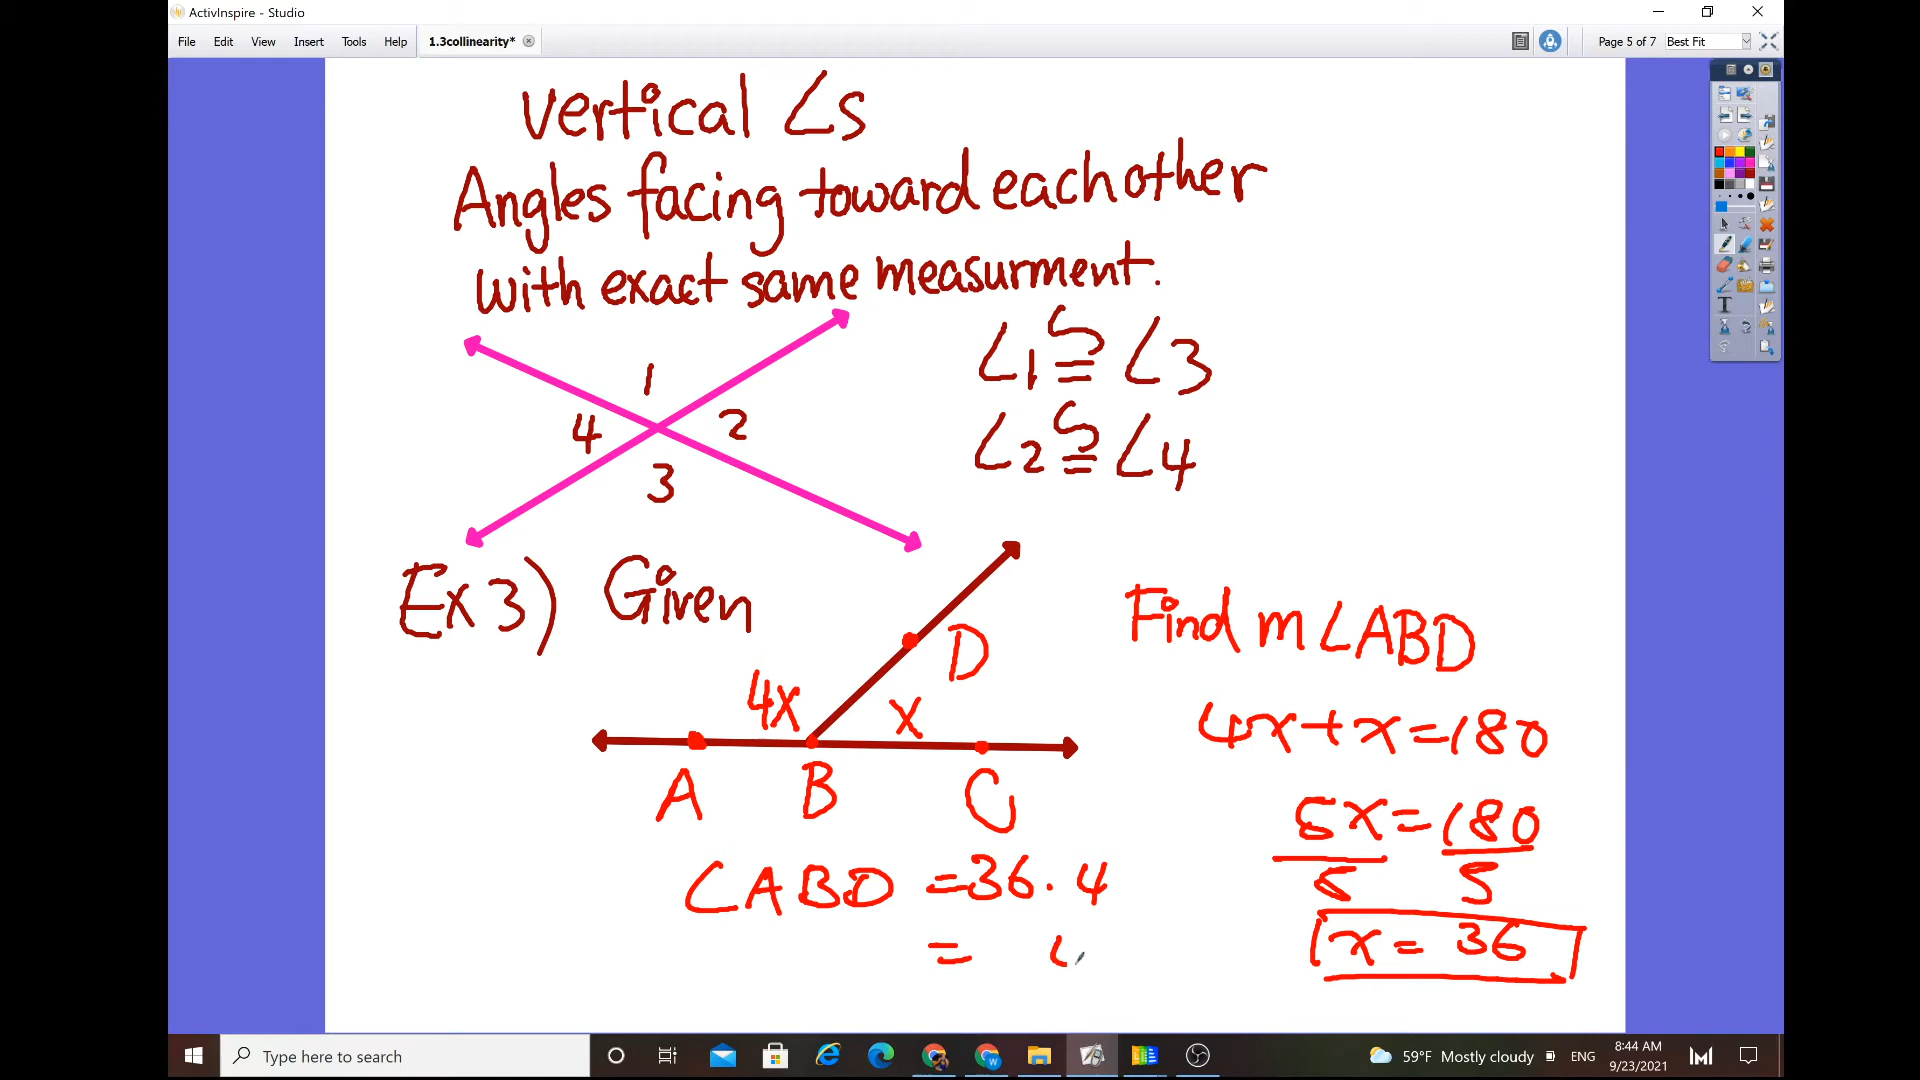 ActivInspire - Studio
File Edit View Insert Tools Help 1.3collinearity* Page 5 of 7 Best Fit
vertical ∠s
Angles facing toward each other
with exact same measurment.
1
4 2
3
∠1 ≅ ∠3
∠2 ≅ ∠4
Ex 3) Given
D
4x x
A B C
Find m∠ABD
4x+x=180
5x=180
5 5
x= 36
∠ABD =36·4
=
Type here to search
59°F Mostly cloudy ENG 8:44 AM
9/23/2021